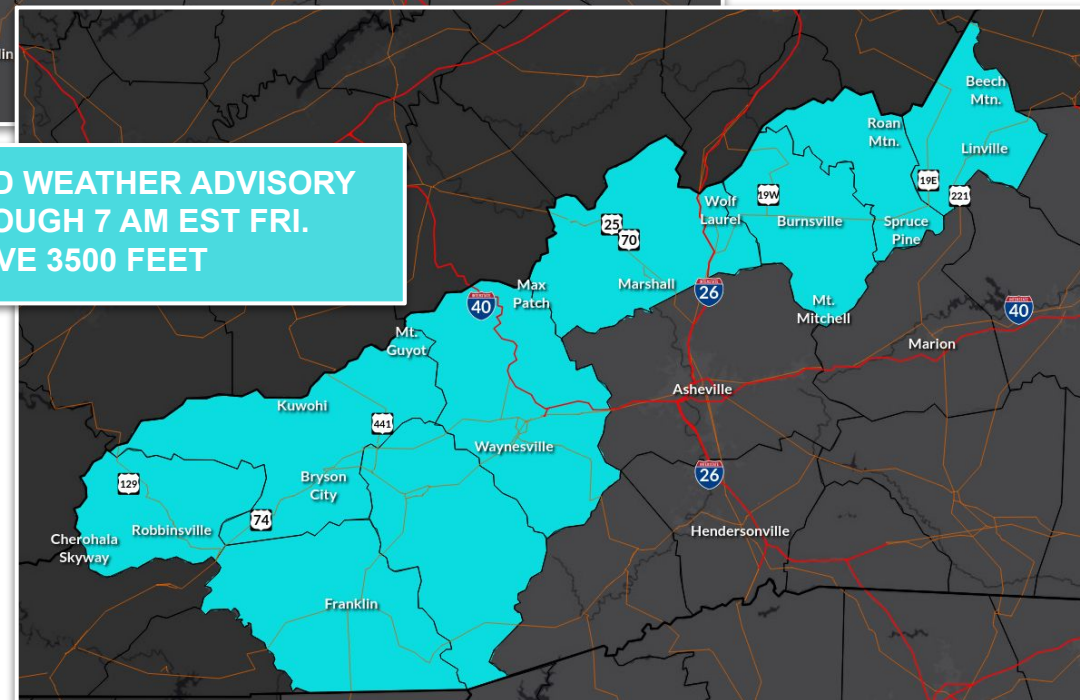 lin
D WEATHER ADVISORY
OUGH 7 AM EST FRI.
VE 3500 FEET
Beech
Mtn.
Roan
Mtn.
Linville
19E
221
Wolf
Laurel
19W
Burnsville
Spruce
Pine
25
70
Marshall
26
Max
Patch
40
Mt.
Mitchell
40
Marion
Mt.
Guyot
Asheville
Kuwohi
441
Waynesville
26
129
Bryson
City
74
Robbinsville
Cherohala
Skyway
Hendersonville
Franklin